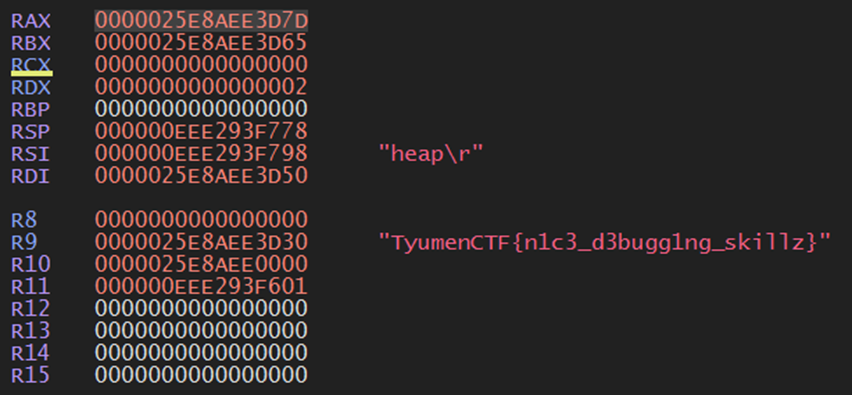 RAX 0000025E8AEE3D7D
RBX 0000025E8AEE3D65
RCX 0000000000000000
RDX 0000000000000002
RBP 0000000000000000
RSP 000000EEE293F778
RSI 000000EEE293F798 "heap\r"
RDI 0000025E8AEE3D50
R8 0000000000000000
R9 0000025E8AEE3D30 "TyumenCTF{n1c3_d3bugg1ng_skillz}"
R10 0000025E8AEE0000
R11 000000EEE293F601
R12 0000000000000000
R13 0000000000000000
R14 0000000000000000
R15 0000000000000000